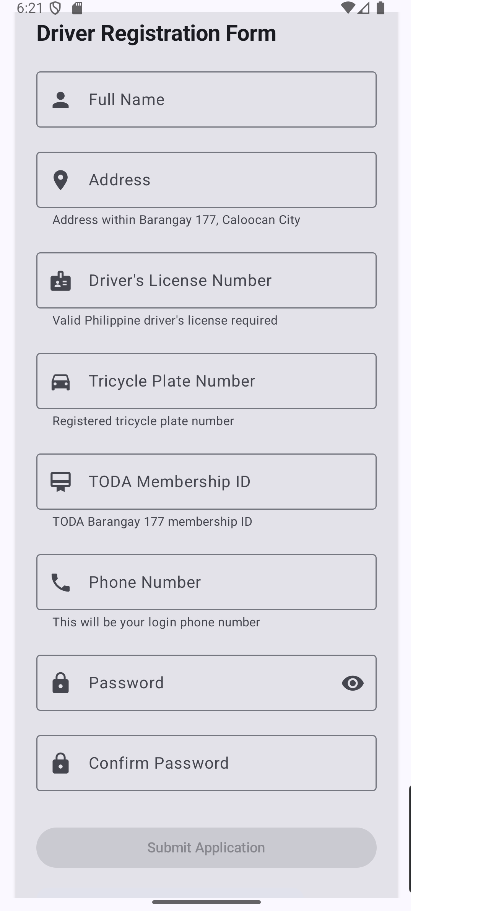 6:21
Driver Registration Form
Full Name
Address
Address within Barangay 177, Caloocan City
Driver's License Number
Valid Philippine driver's license required
Tricycle Plate Number
Registered tricycle plate number
TODA Membership ID
TODA Barangay 177 membership ID
Phone Number
This will be your login phone number
Password
Confirm Password
Submit Application